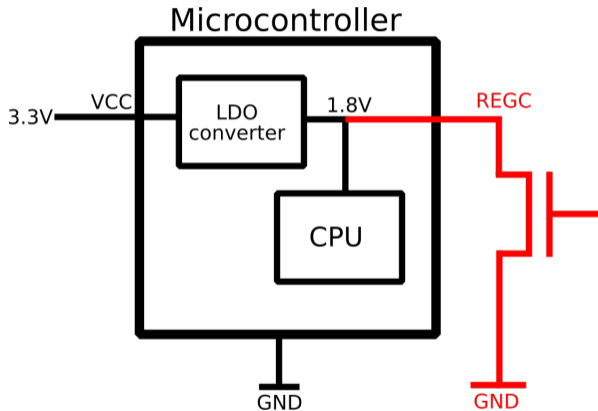 Microcontroller
3.3V
VCC
LDO
converter
1.8V
REGC
CPU
GND
GND